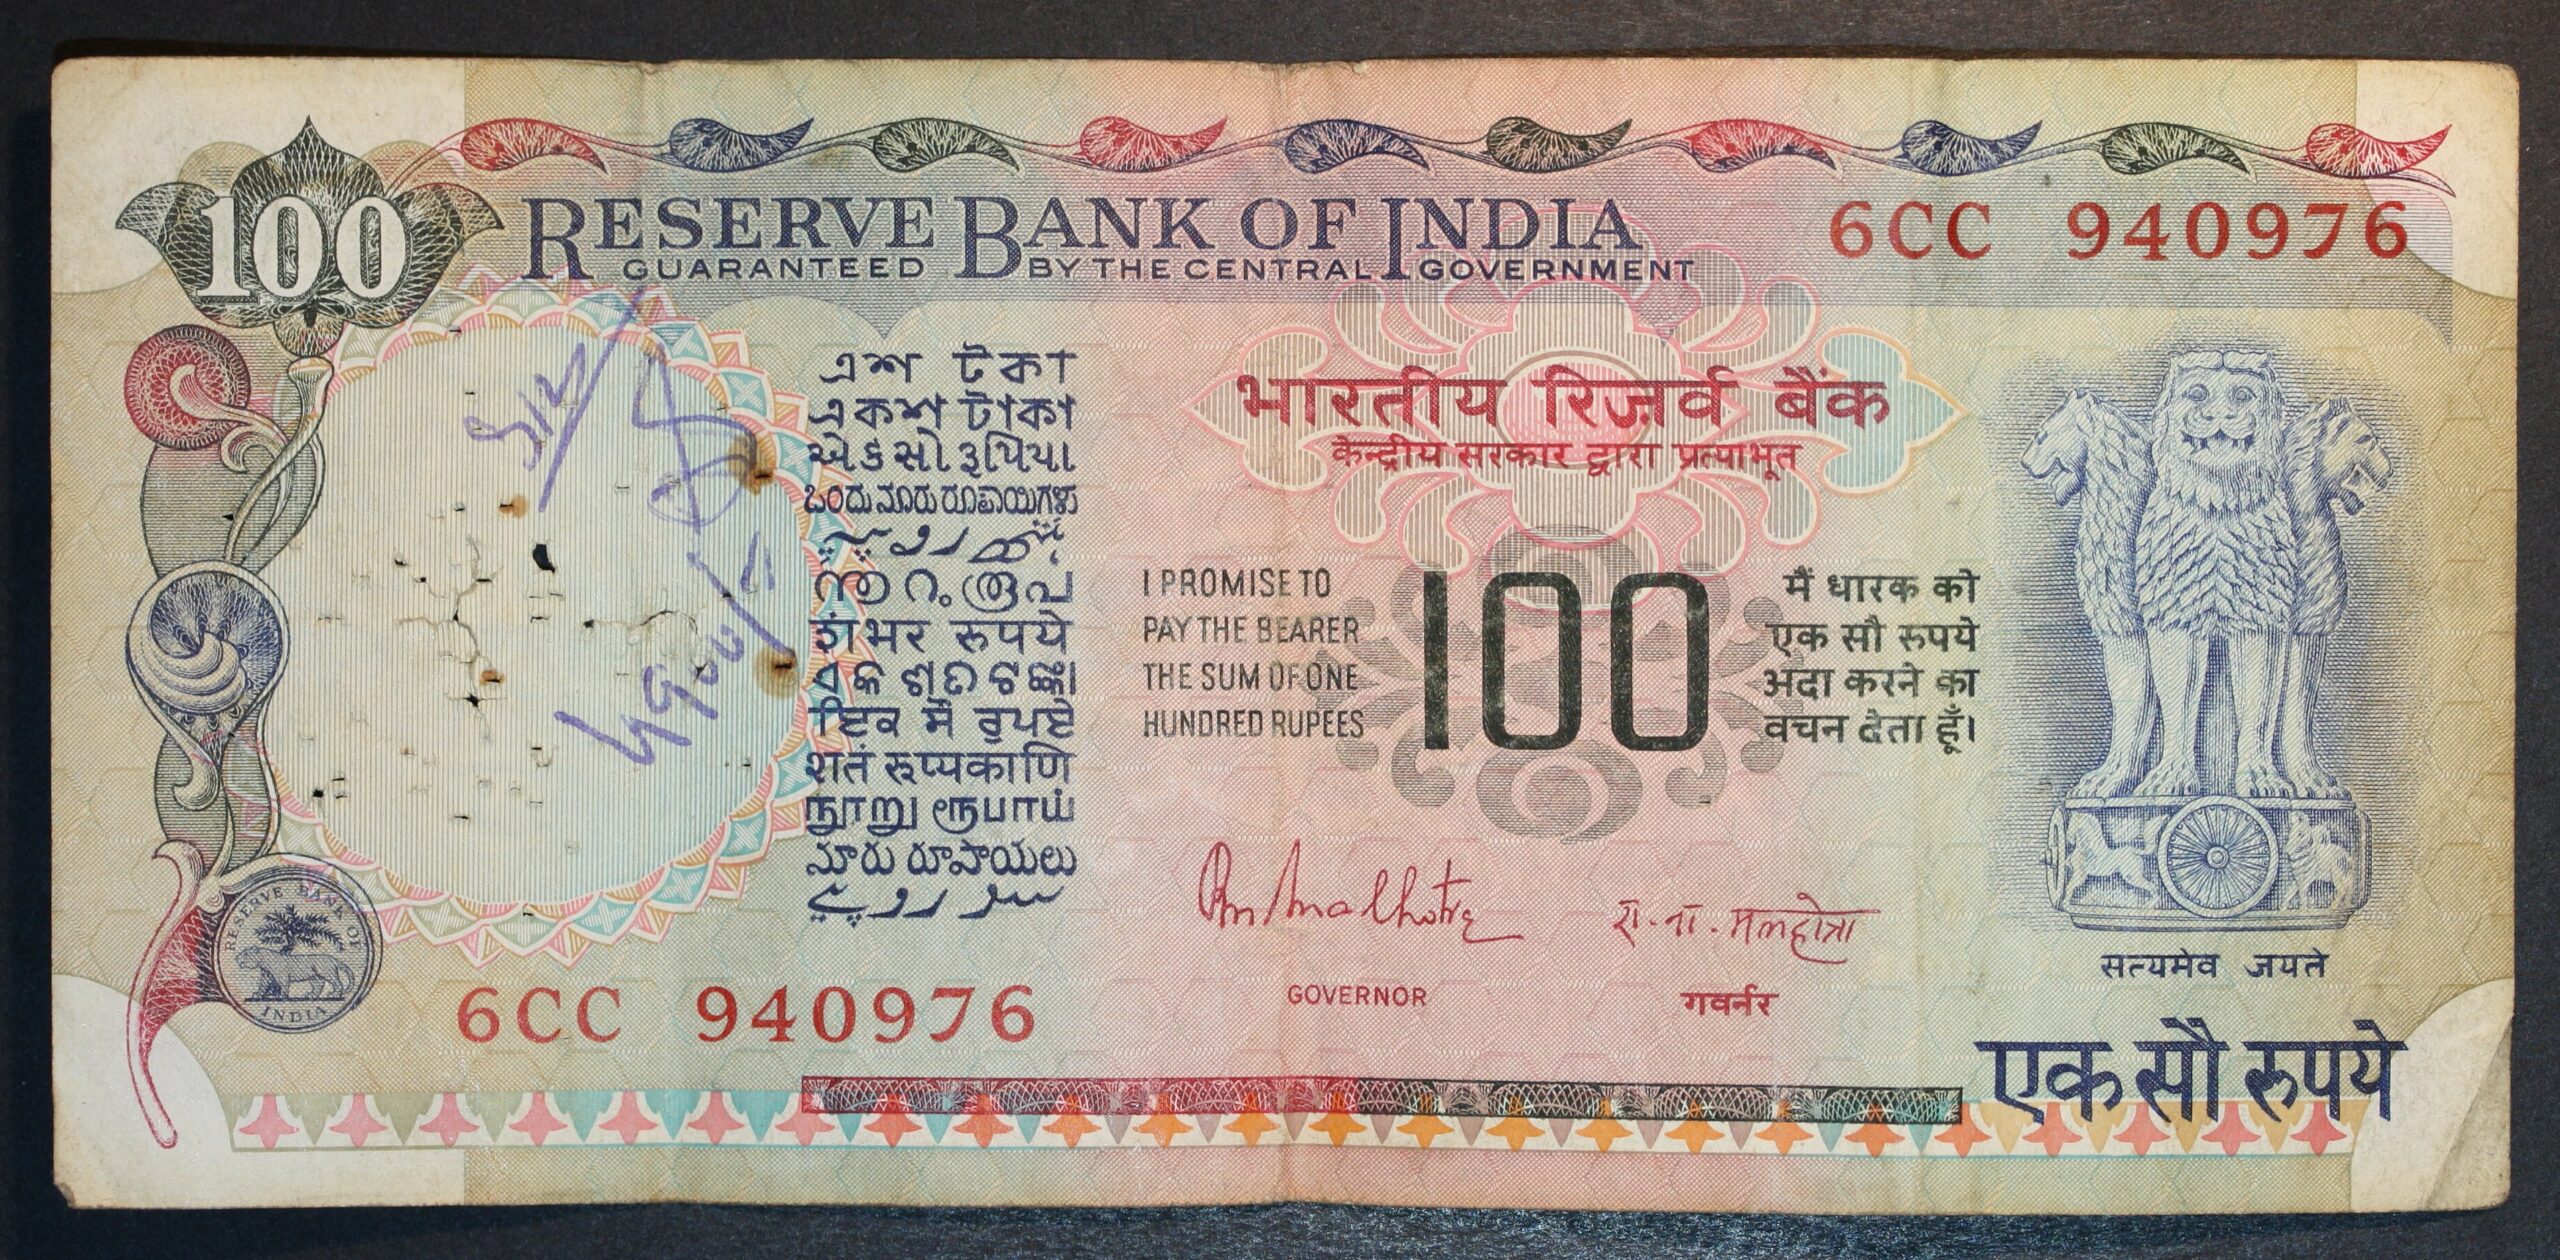 100
RESERVE BANK OF INDIA
GUARANTEED BY THE CENTRAL GOVERNMENT
6CC 940976
এশ টকা
একশত টাকা
એક સો રૂપિયા
ಒಂದು ನೂರು ರೂಪಾಯಿಗಳು
നൂറു രൂപ
शंभर रुपये
ଏକ ଶତ ଟଙ୍କା
ਇਕ ਸੌ ਰੁਪਏ
शतं रूप्यकाणि
நூறு ரூபாய்
నూరు రూపాయలు
سو روپیے
भारतीय रिज़र्व बैंक
केन्द्रीय सरकार द्वारा प्रत्याभूत
I PROMISE TO
PAY THE BEARER
THE SUM OF ONE
HUNDRED RUPEES
100
मैं धारक को
एक सौ रुपये
अदा करने का
वचन देता हूँ।
रा. ना. मलहोत्रा
GOVERNOR
गवर्नर
सत्यमेव जयते
RESERVE BANK OF INDIA
6CC 940976
एक सौ रुपये